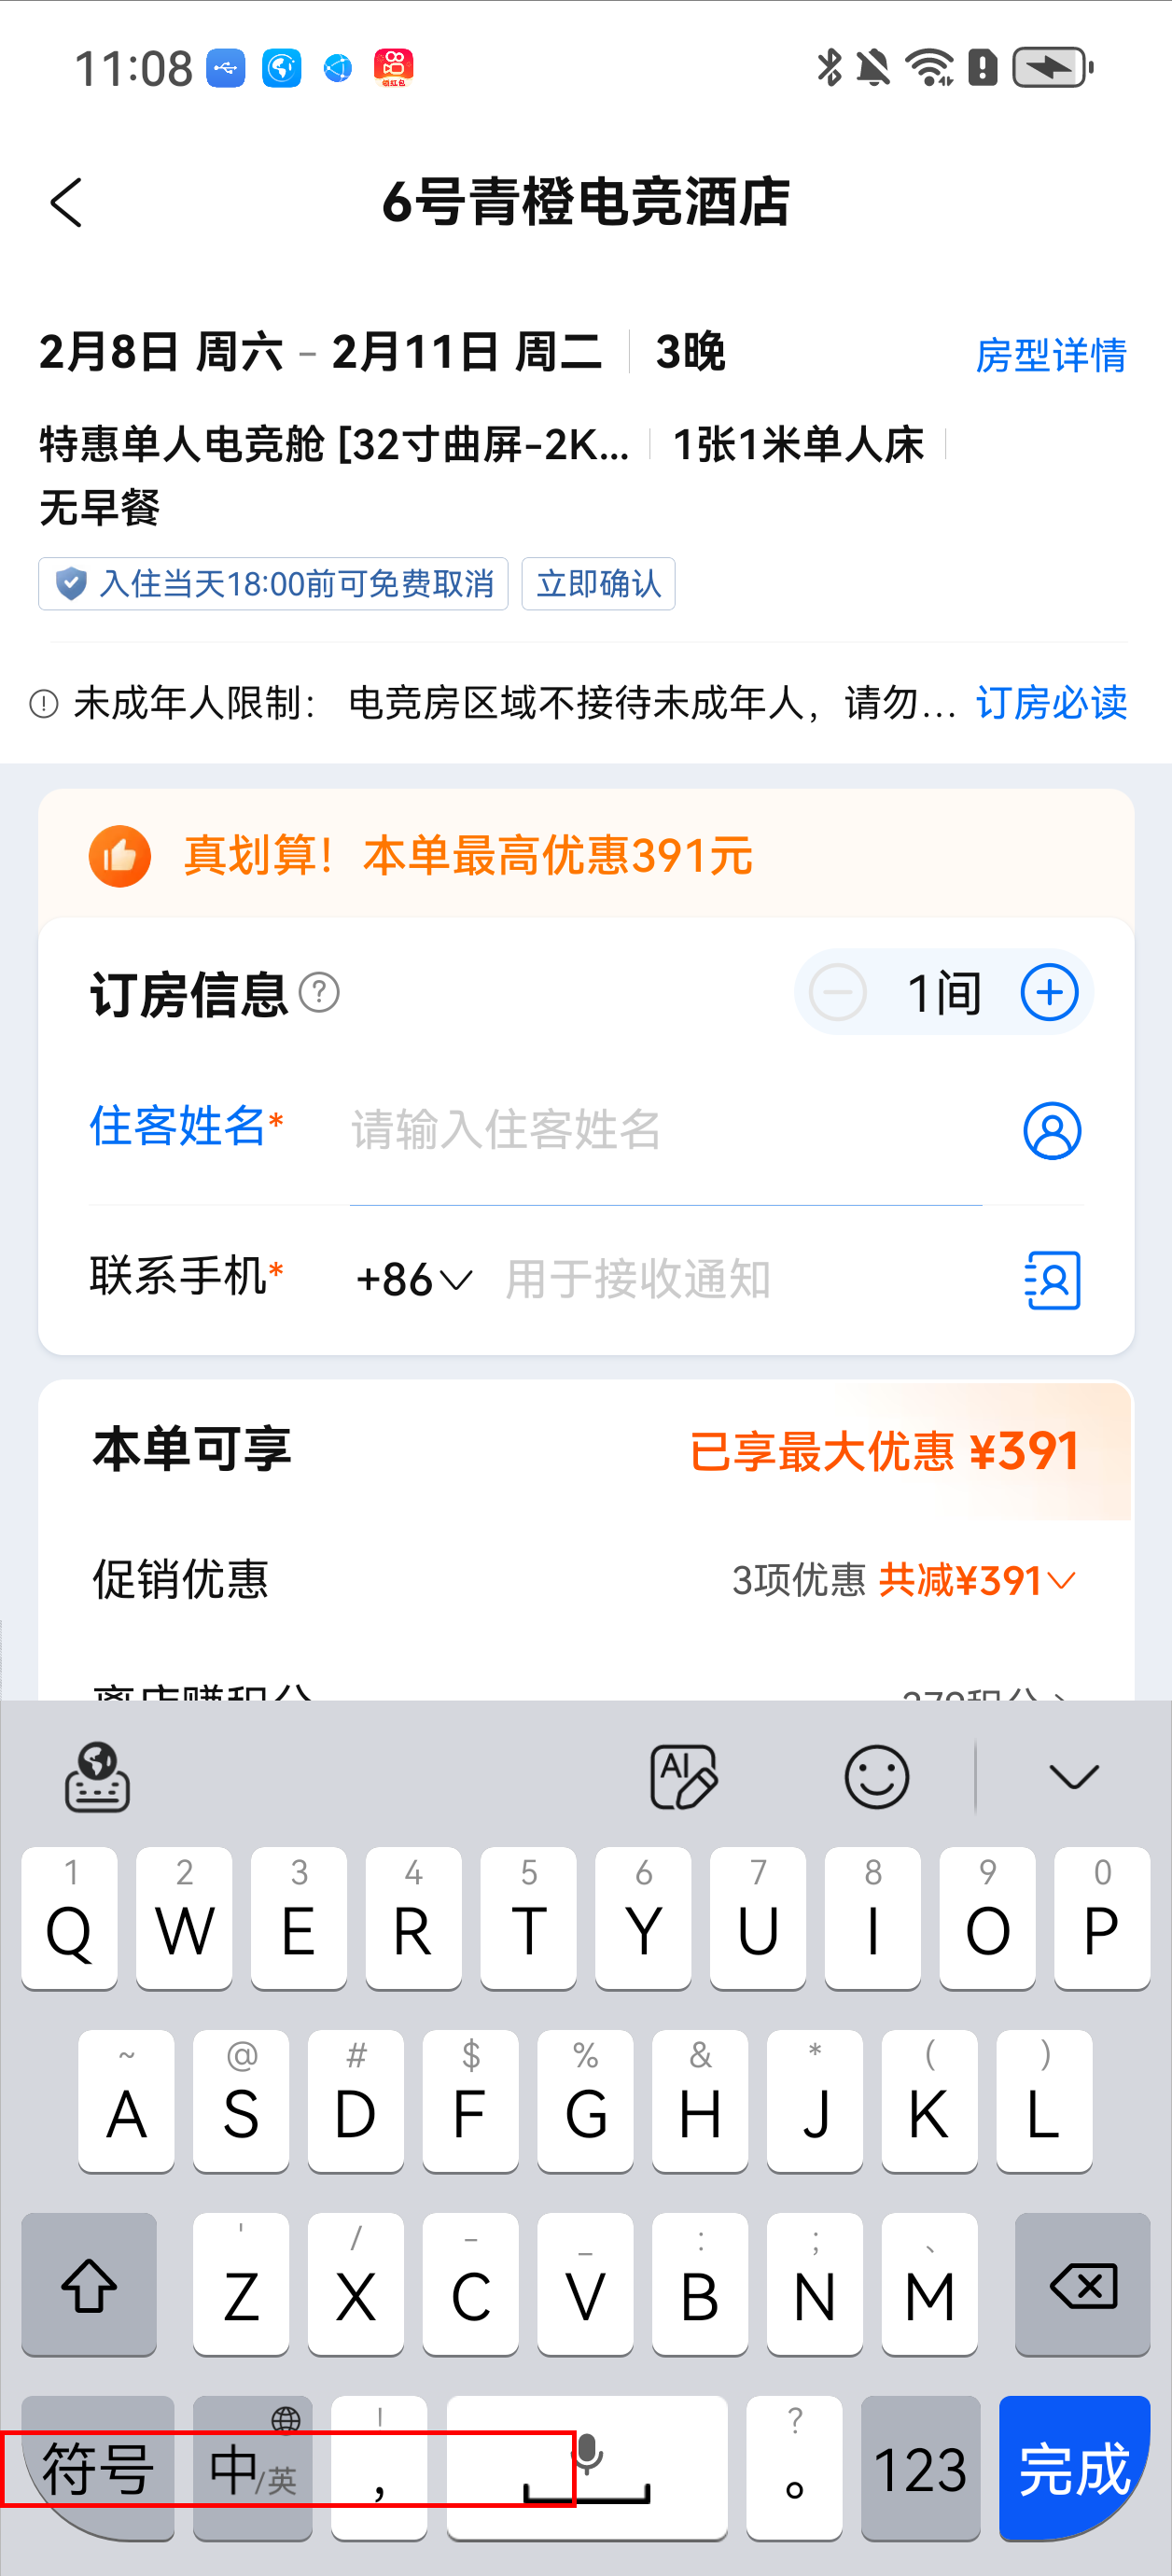 11:08
领红包
6号青橙电竞酒店
2月8日 周六 - 2月11日 周二 3晚 房型详情
特惠单人电竞舱 [32寸曲屏-2K... 1张1米单人床
无早餐
入住当天18:00前可免费取消 立即确认
未成年人限制： 电竞房区域不接待未成年人，请勿... 订房必读
真划算！本单最高优惠391元
订房信息 ? 1间
住客姓名* 请输入住客姓名
联系手机* +86 用于接收通知
本单可享 已享最大优惠 ¥391
促销优惠 3项优惠 共减¥391
AI
1 2 3 4 5 6 7 8 9 0
Q W E R T Y U I O P
~ @ # $ % & * ( )
A S D F G H J K L
' / - _ : ; 、
Z X C V B N M
! ?
符号 中/英 ， 。 123 完成